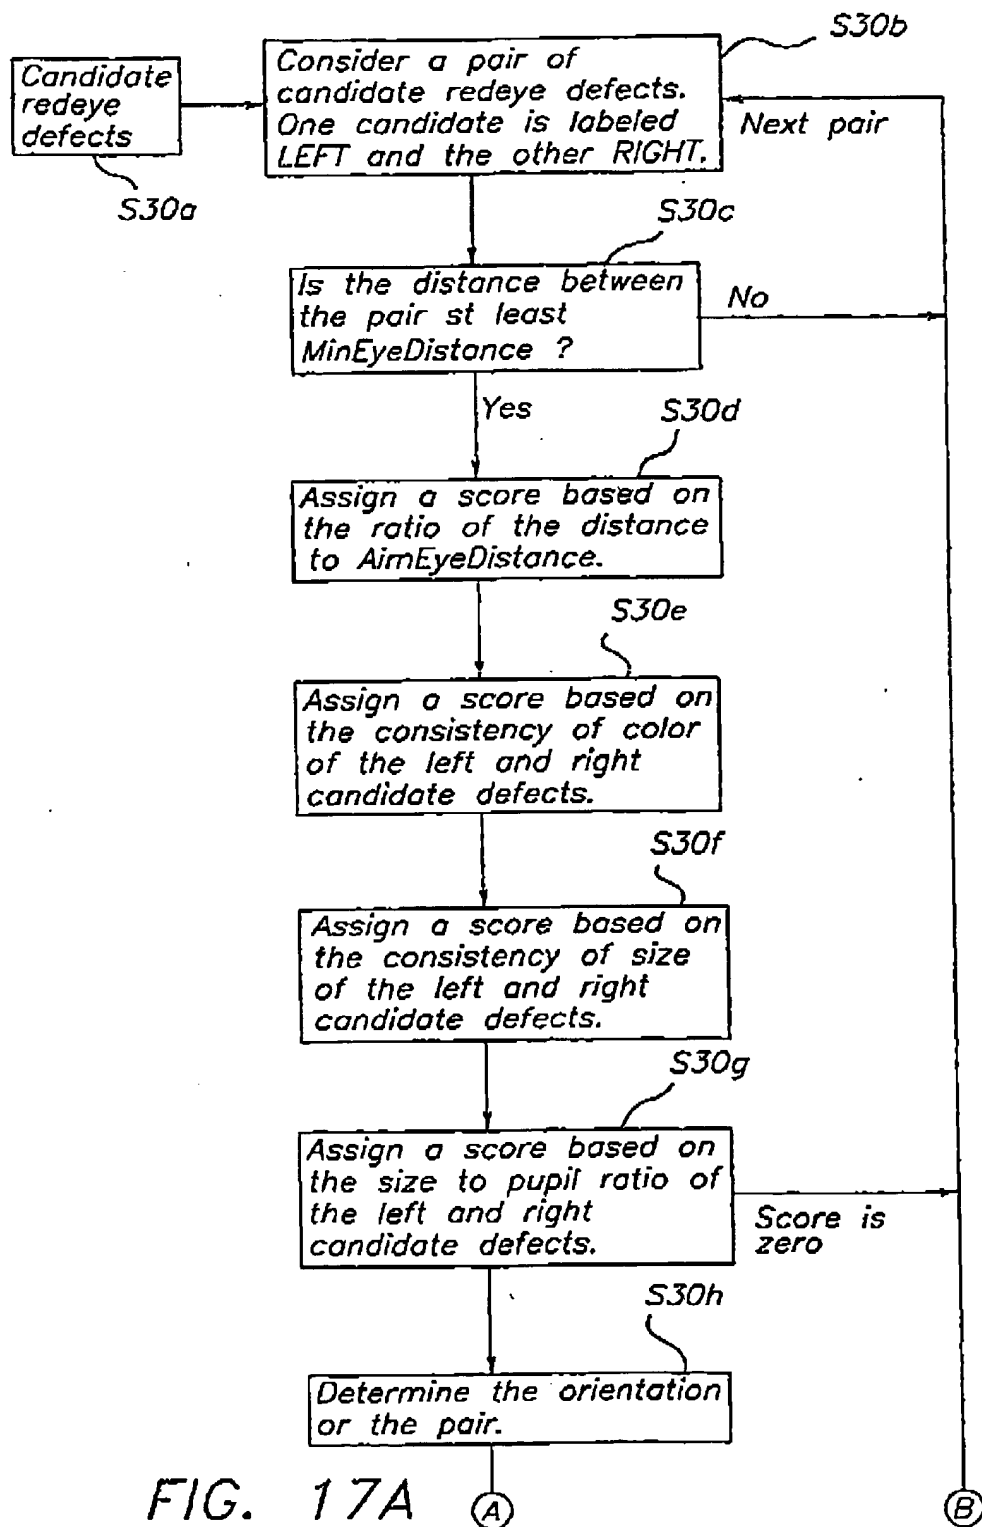 S30b
Candidate
redeye
defects
S30a
Consider a pair of
candidate redeye defects.
One candidate is labeled
LEFT and the other RIGHT.
Next pair
S30c
Is the distance between
the pair st least
MinEyeDistance ?
No
Yes
S30d
Assign a score based on
the ratio of the distance
to AimEyeDistance.
S30e
Assign a score based on
the consistency of color
of the left and right
candidate defects.
S30f
Assign a score based on
the consistency of size
of the left and right
candidate defects.
S30g
Assign a score based on
the size to pupil ratio of
the left and right
candidate defects.
Score is
zero
S30h
Determine the orientation
or the pair.
FIG. 17A
A
B